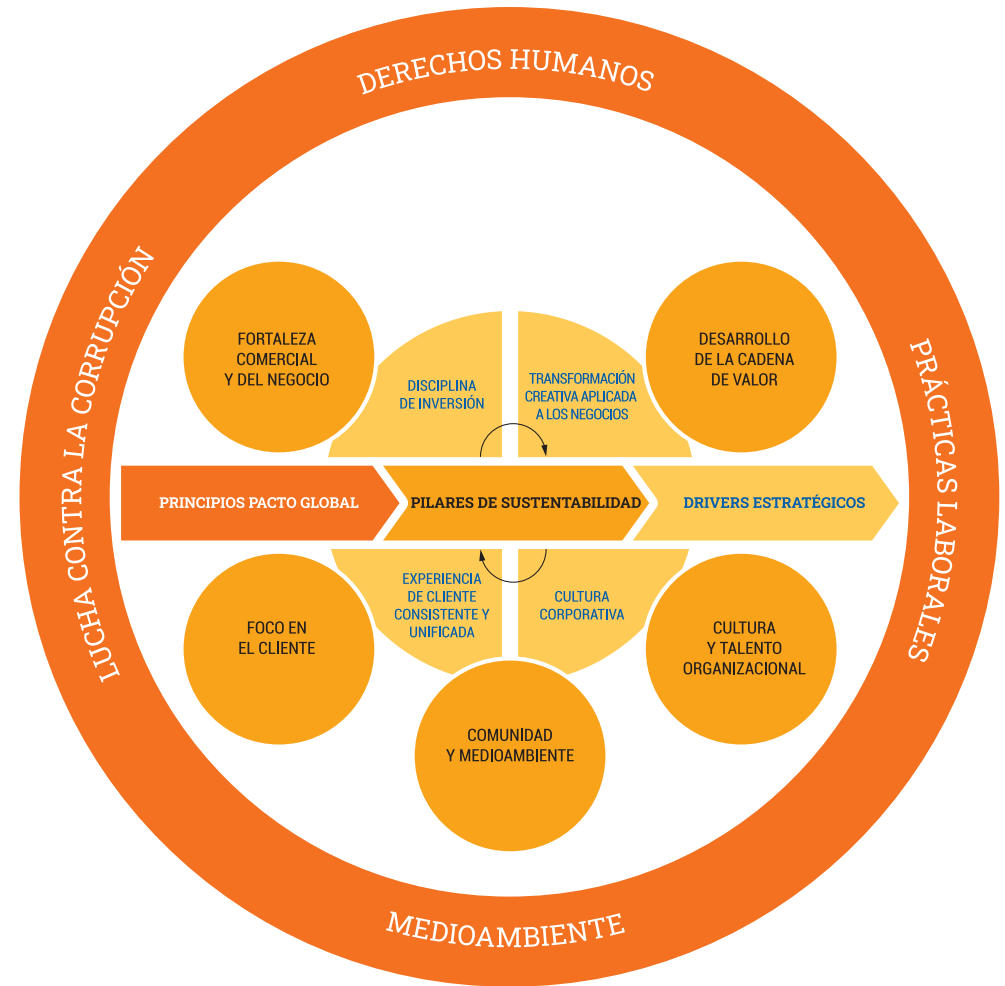 DERECHOS HUMANOS
LUCHA CONTRA LA CORRUPCIÓN
PRÁCTICAS LABORALES
FORTALEZA
COMERCIAL
Y DEL NEGOCIO
DISCIPLINA
DE INVERSIÓN
TRANSFORMACIÓN
CREATIVA APLICADA
A LOS NEGOCIOS
DESARROLLO
DE LA CADENA
DE VALOR
PRINCIPIOS PACTO GLOBAL
PILARES DE SUSTENTABILIDAD
DRIVERS ESTRATÉGICOS
FOCO EN
EL CLIENTE
EXPERIENCIA
DE CLIENTE
CONSISTENTE Y
UNIFICADA
CULTURA
CORPORATIVA
CULTURA
Y TALENTO
ORGANIZACIONAL
COMUNIDAD
Y MEDIOAMBIENTE
MEDIOAMBIENTE